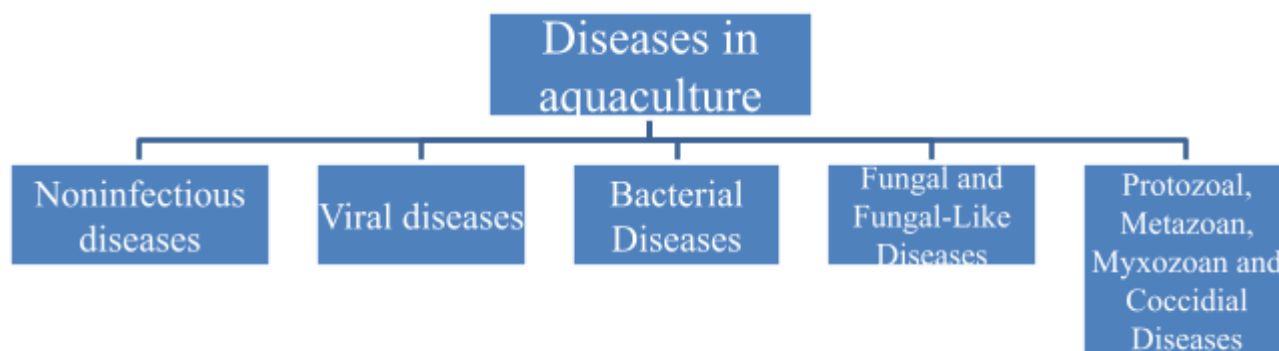 Diseases in
aquaculture
Noninfectious
diseases
Viral diseases
Bacterial
Diseases
Fungal and
Fungal-Like
Diseases
Protozoal,
Metazoan,
Myxozoan and
Coccidial
Diseases